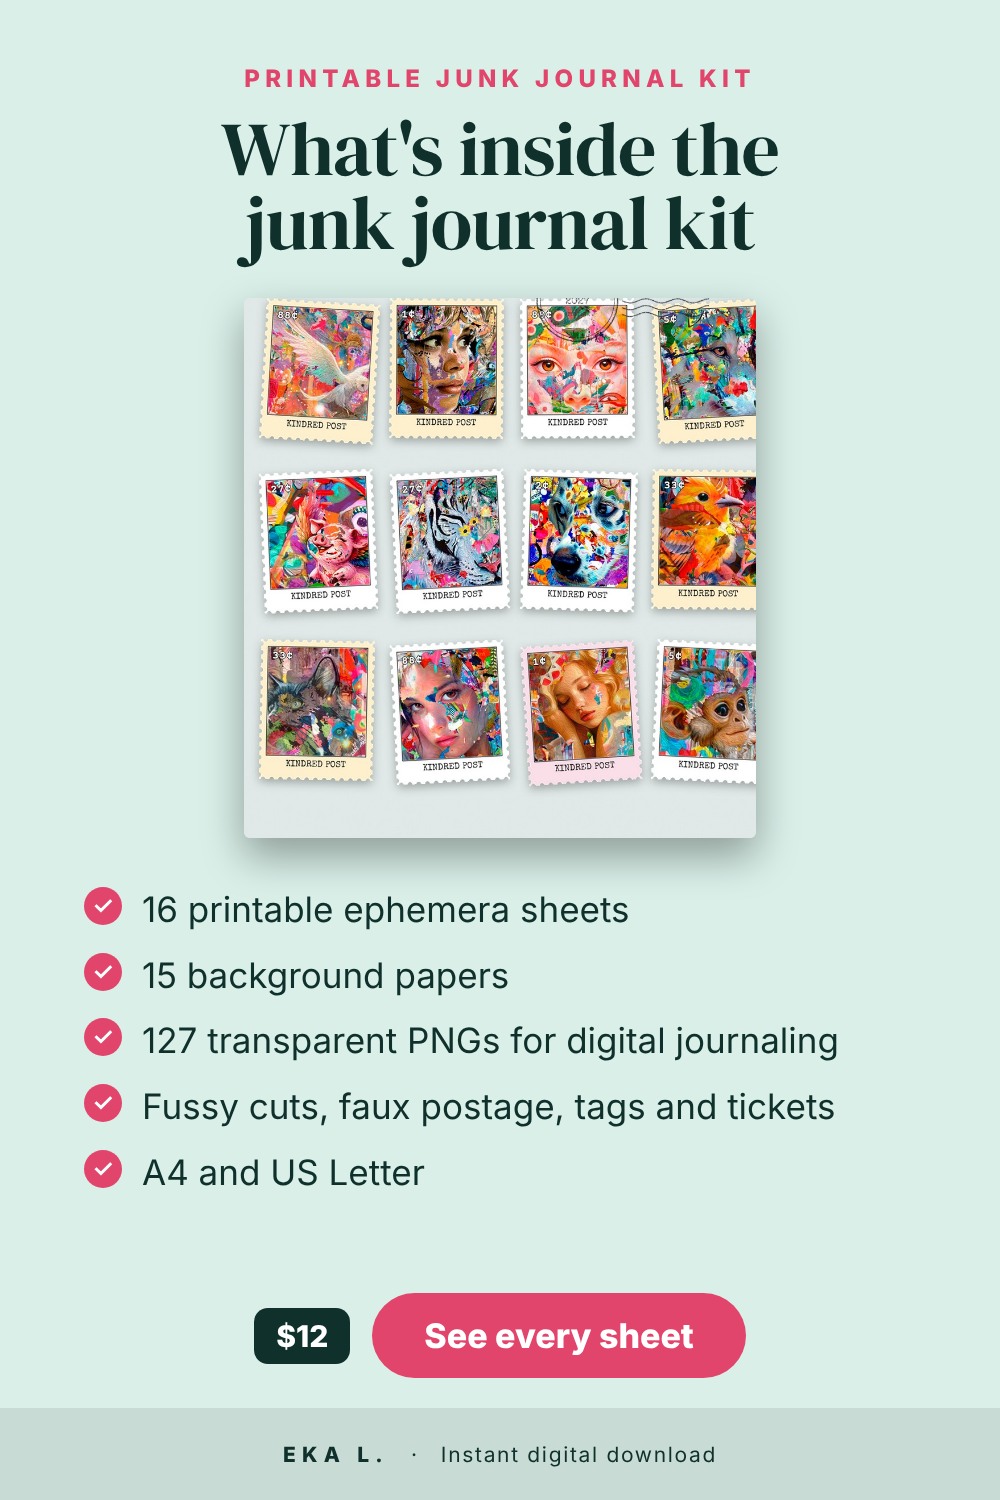 PRINTABLE JUNK JOURNAL KIT
What's inside the
junk journal kit
2027
88¢
1¢
5¢
KINDRED POST
KINDRED POST
KINDRED POST
KINDRED POST
27¢
27¢
2¢
33¢
KINDRED POST
KINDRED POST
KINDRED POST
KINDRED POST
33¢
88¢
1¢
5¢
KINDRED POST
KINDRED POST
KINDRED POST
KINDRED POST
16 printable ephemera sheets
15 background papers
127 transparent PNGs for digital journaling
Fussy cuts, faux postage, tags and tickets
A4 and US Letter
$12
See every sheet
EKA L. · Instant digital download